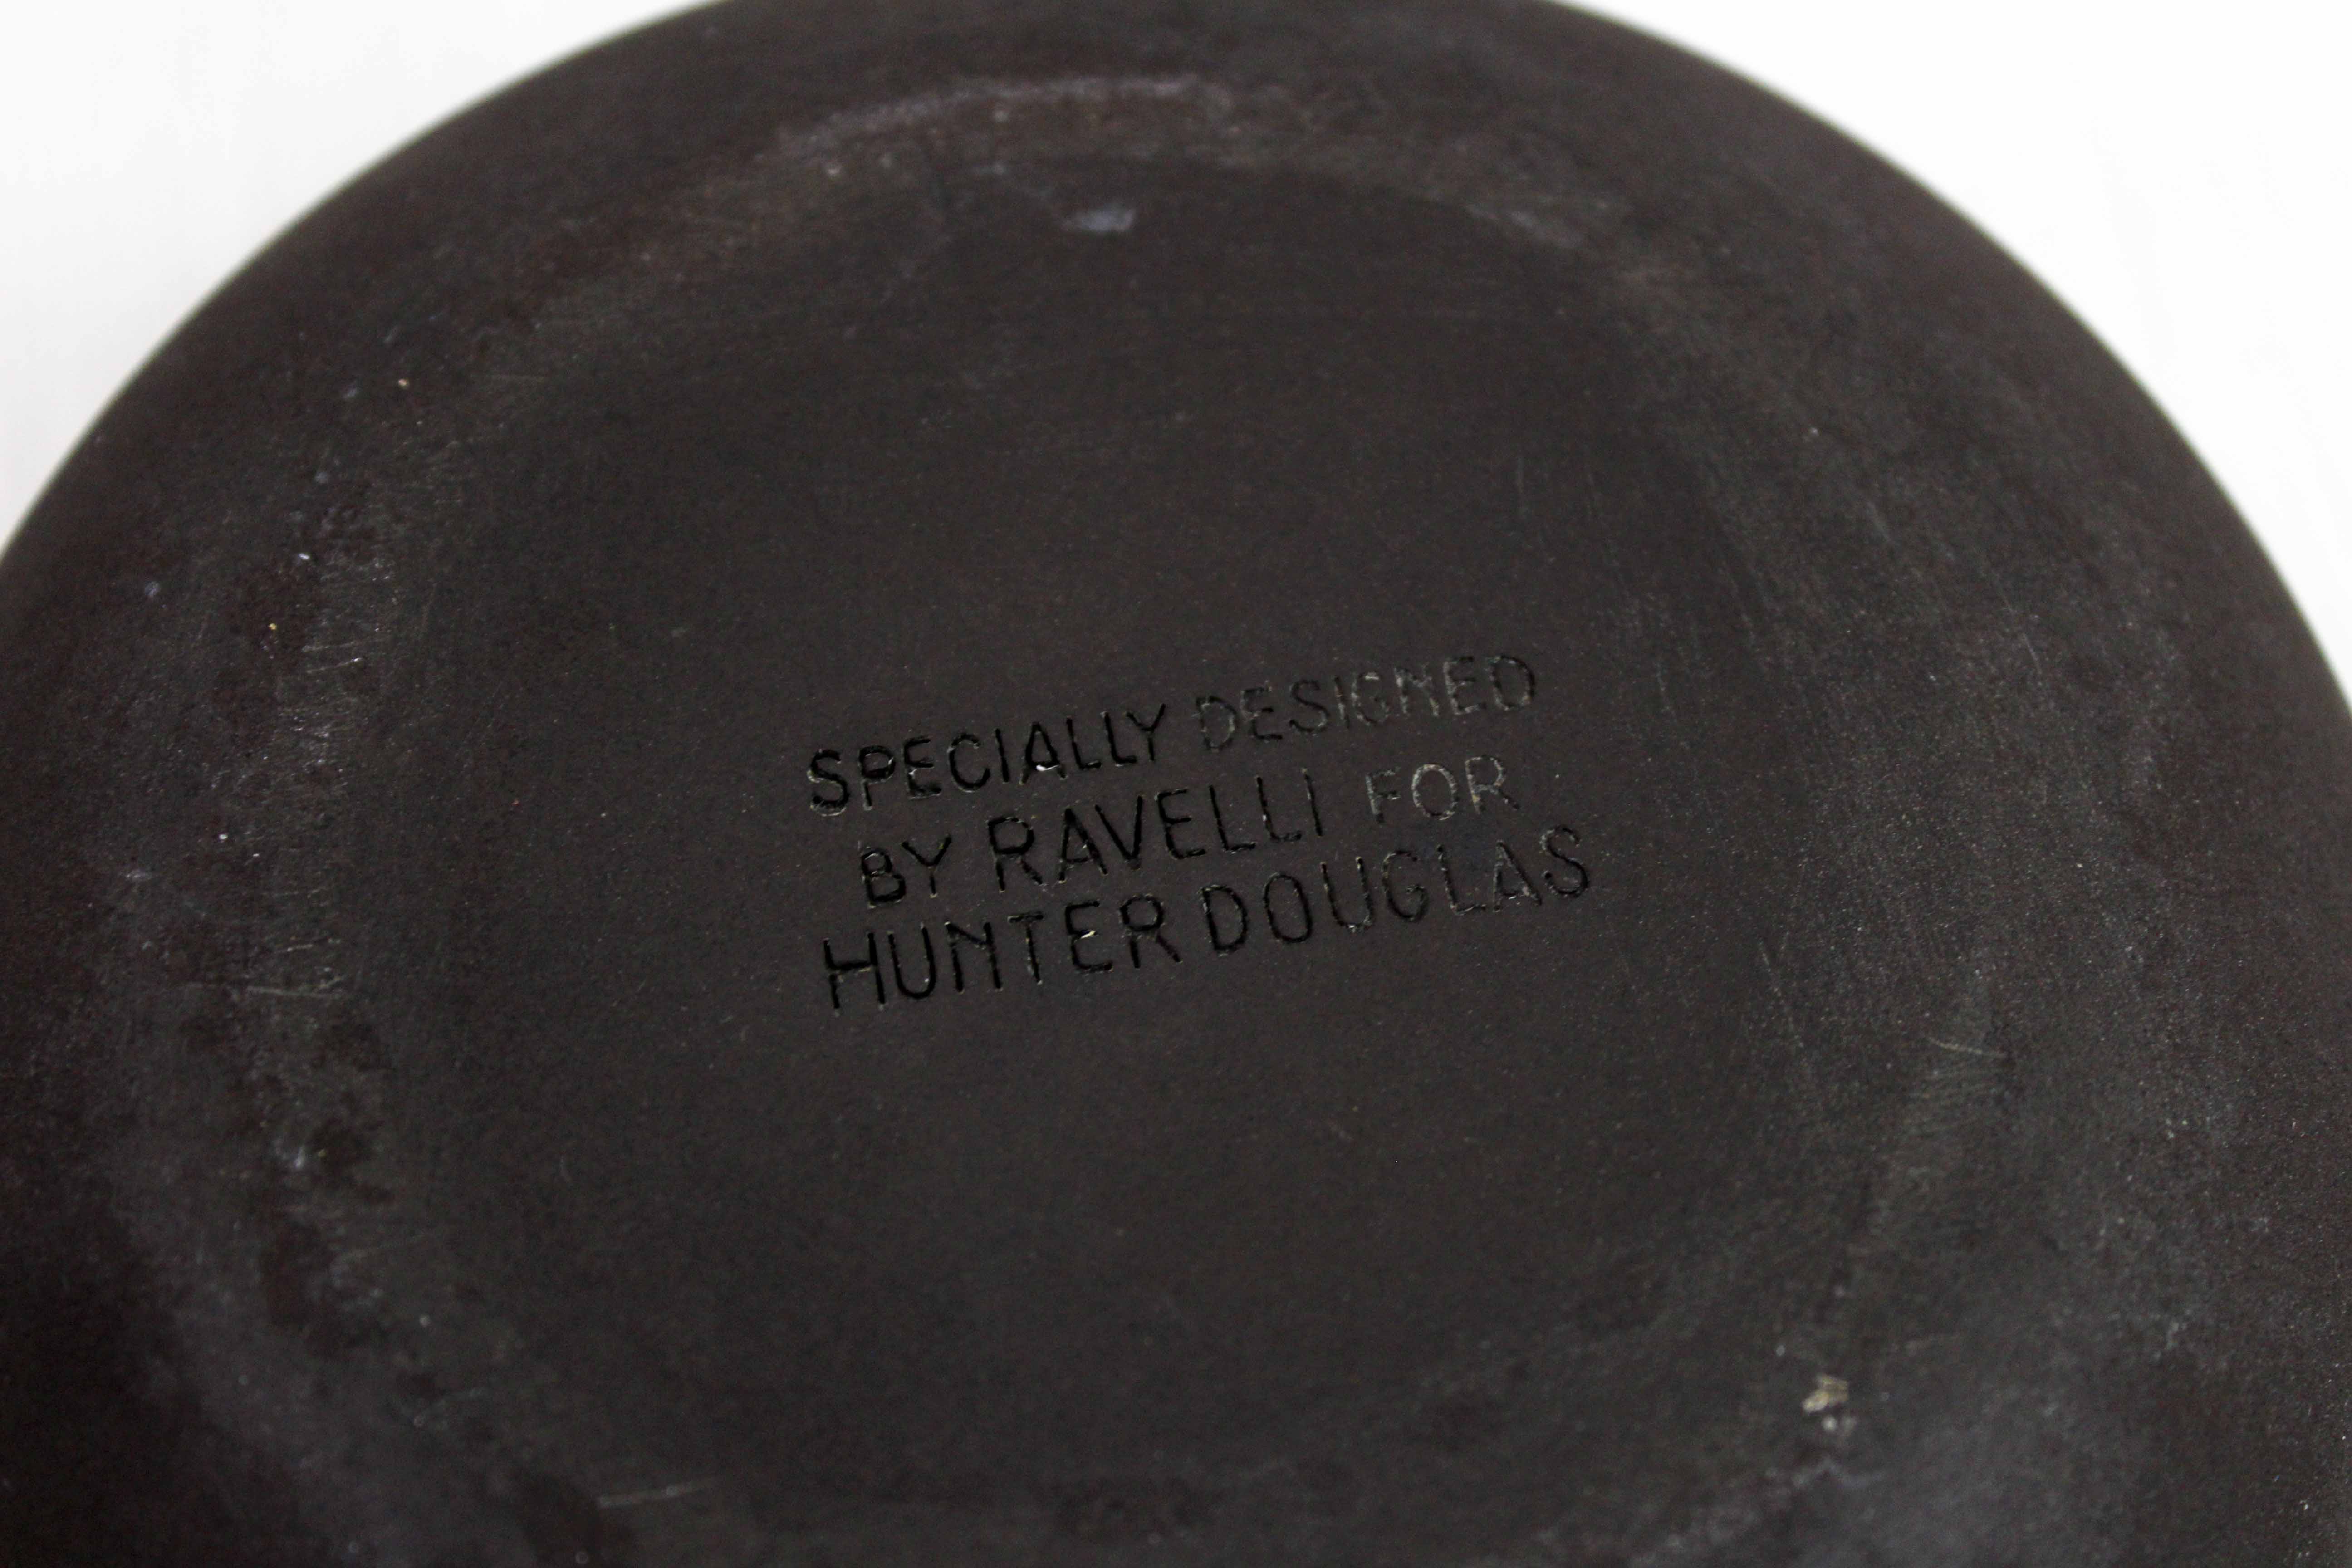 SPECIALLY DESIGNED
BY RAVELLI FOR
HUNTER DOUGLAS